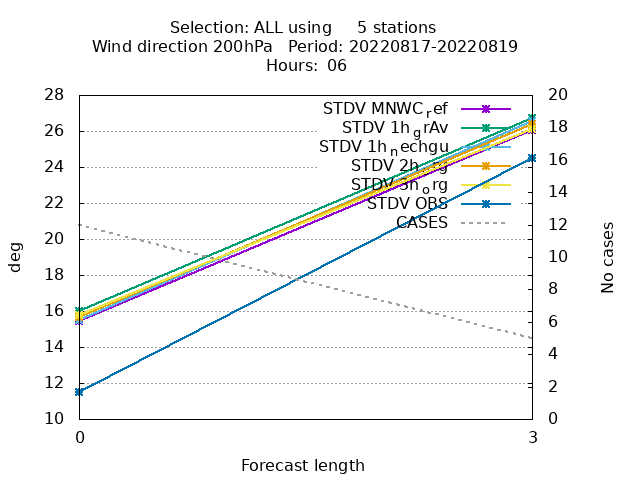 Selection: ALL using 5 stations
Wind direction 200hPa Period: 20220817-20220819
Hours: 06
28
26
24
22
20
18
16
14
12
10
deg
STDV MNWC_ref
STDV 1h_grAv
STDV 1h_nechgu
STDV 2h
STDV 3h_org
STDV OBS
CASES
20
18
16
14
12
10
8
6
4
2
0
No cases
0 3
Forecast length